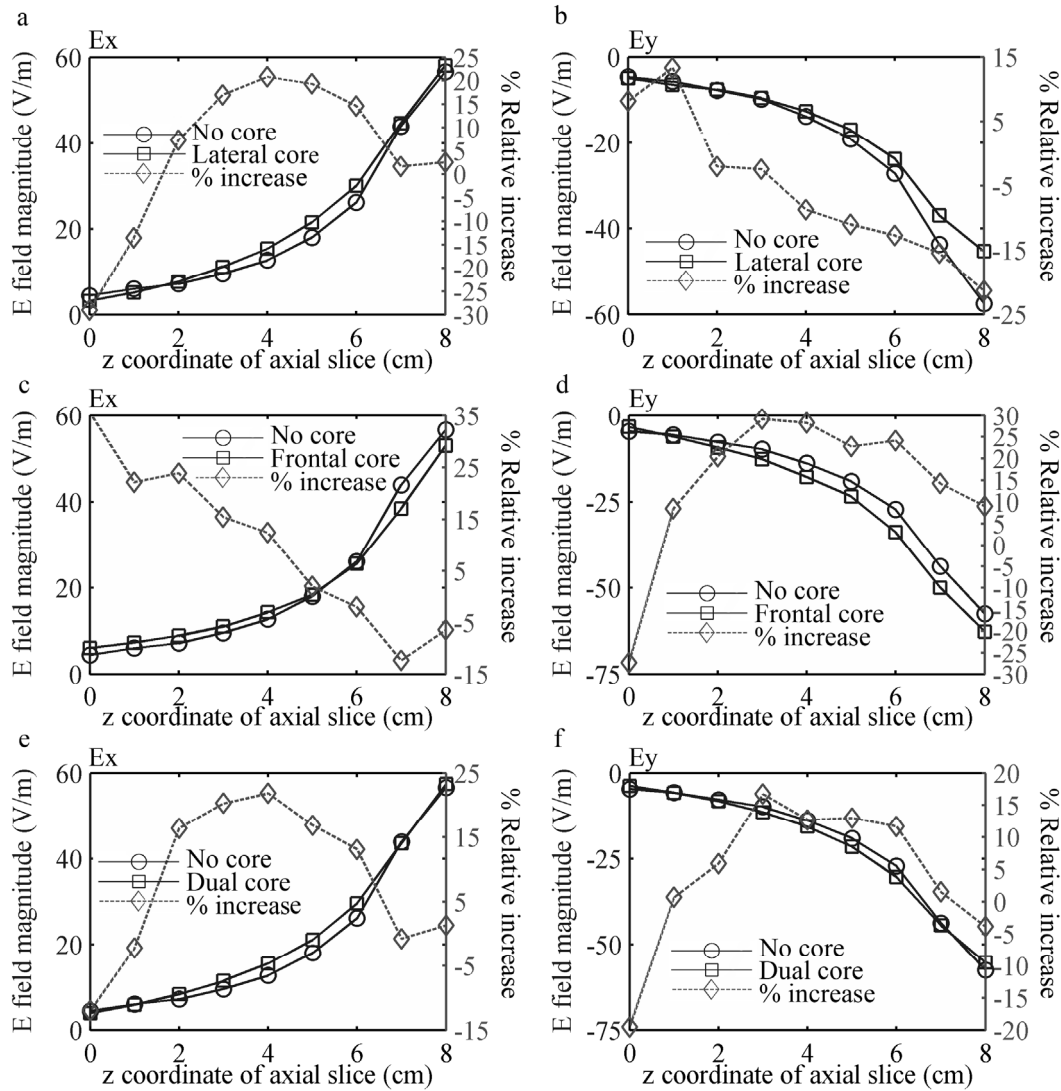 a
Ex
E field magnitude (V/m)
60
40
20
0
No core
Lateral core
% increase
25
20
15
10
5
0
-5
-10
-15
-20
-25
-30
% Relative increase
0 2 4 6 8
z coordinate of axial slice (cm)
b
Ey
E field magnitude (V/m)
0
-20
-40
-60
No core
Lateral core
% increase
15
5
-5
-15
-25
% Relative increase
0 2 4 6 8
z coordinate of axial slice (cm)
c
Ex
E field magnitude (V/m)
60
40
20
0
No core
Frontal core
% increase
35
25
15
5
-5
-15
% Relative increase
0 2 4 6 8
z coordinate of axial slice (cm)
d
Ey
E field magnitude (V/m)
0
-25
-50
-75
No core
Frontal core
% increase
30
25
20
15
10
5
0
-5
-10
-15
-20
-25
-30
% Relative increase
0 2 4 6 8
z coordinate of axial slice (cm)
e
Ex
E field magnitude (V/m)
60
40
20
0
No core
Dual core
% increase
25
15
5
-5
-15
% Relative increase
0 2 4 6 8
z coordinate of axial slice (cm)
f
Ey
E field magnitude (V/m)
0
-25
-50
-75
No core
Dual core
% increase
20
15
10
5
0
-5
-10
-15
-20
% Relative increase
0 2 4 6 8
z coordinate of axial slice (cm)